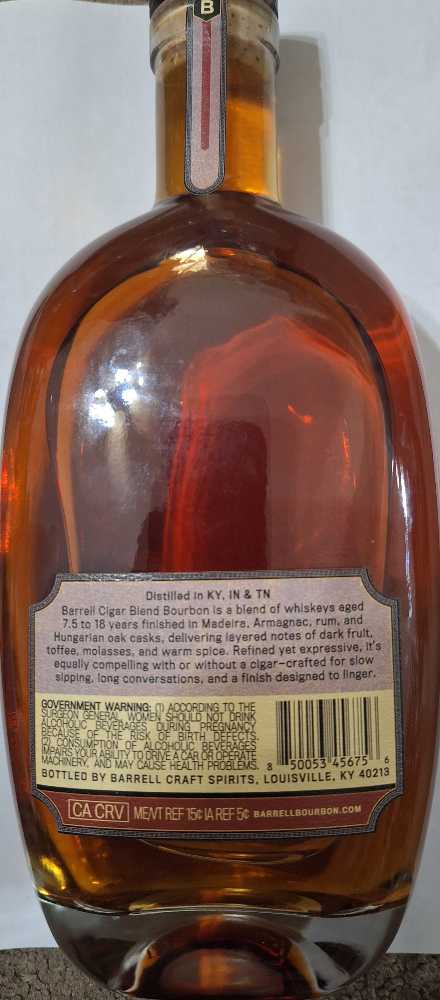 B
Distilled in KY, IN & TN
Barrell Cigar Blend Bourbon is a blend of whiskeys aged
7.5 to 18 years finished in Madeira, Armagnac, rum, and
Hungarian oak casks, delivering layered notes of dark fruit,
toffee, molasses, and warm spice. Refined yet expressive, it's
equally compelling with or without a cigar–crafted for slow
sipping, long conversations, and a finish designed to linger.
GOVERNMENT WARNING: (1) ACCORDING TO THE
SURGEON GENERAL, WOMEN SHOULD NOT DRINK
ALCOHOLIC BEVERAGES DURING PREGNANCY
BECAUSE OF THE RISK OF BIRTH DEFECTS.
(2) CONSUMPTION OF ALCOHOLIC BEVERAGES
IMPAIRS YOUR ABILITY TO DRIVE A CAR OR OPERATE
MACHINERY, AND MAY CAUSE HEALTH PROBLEMS.
8 50053 45675 6
BOTTLED BY BARRELL CRAFT SPIRITS, LOUISVILLE, KY 40213
CA CRV ME/VT REF 15¢ IA REF 5¢ BARRELLBOURBON.COM